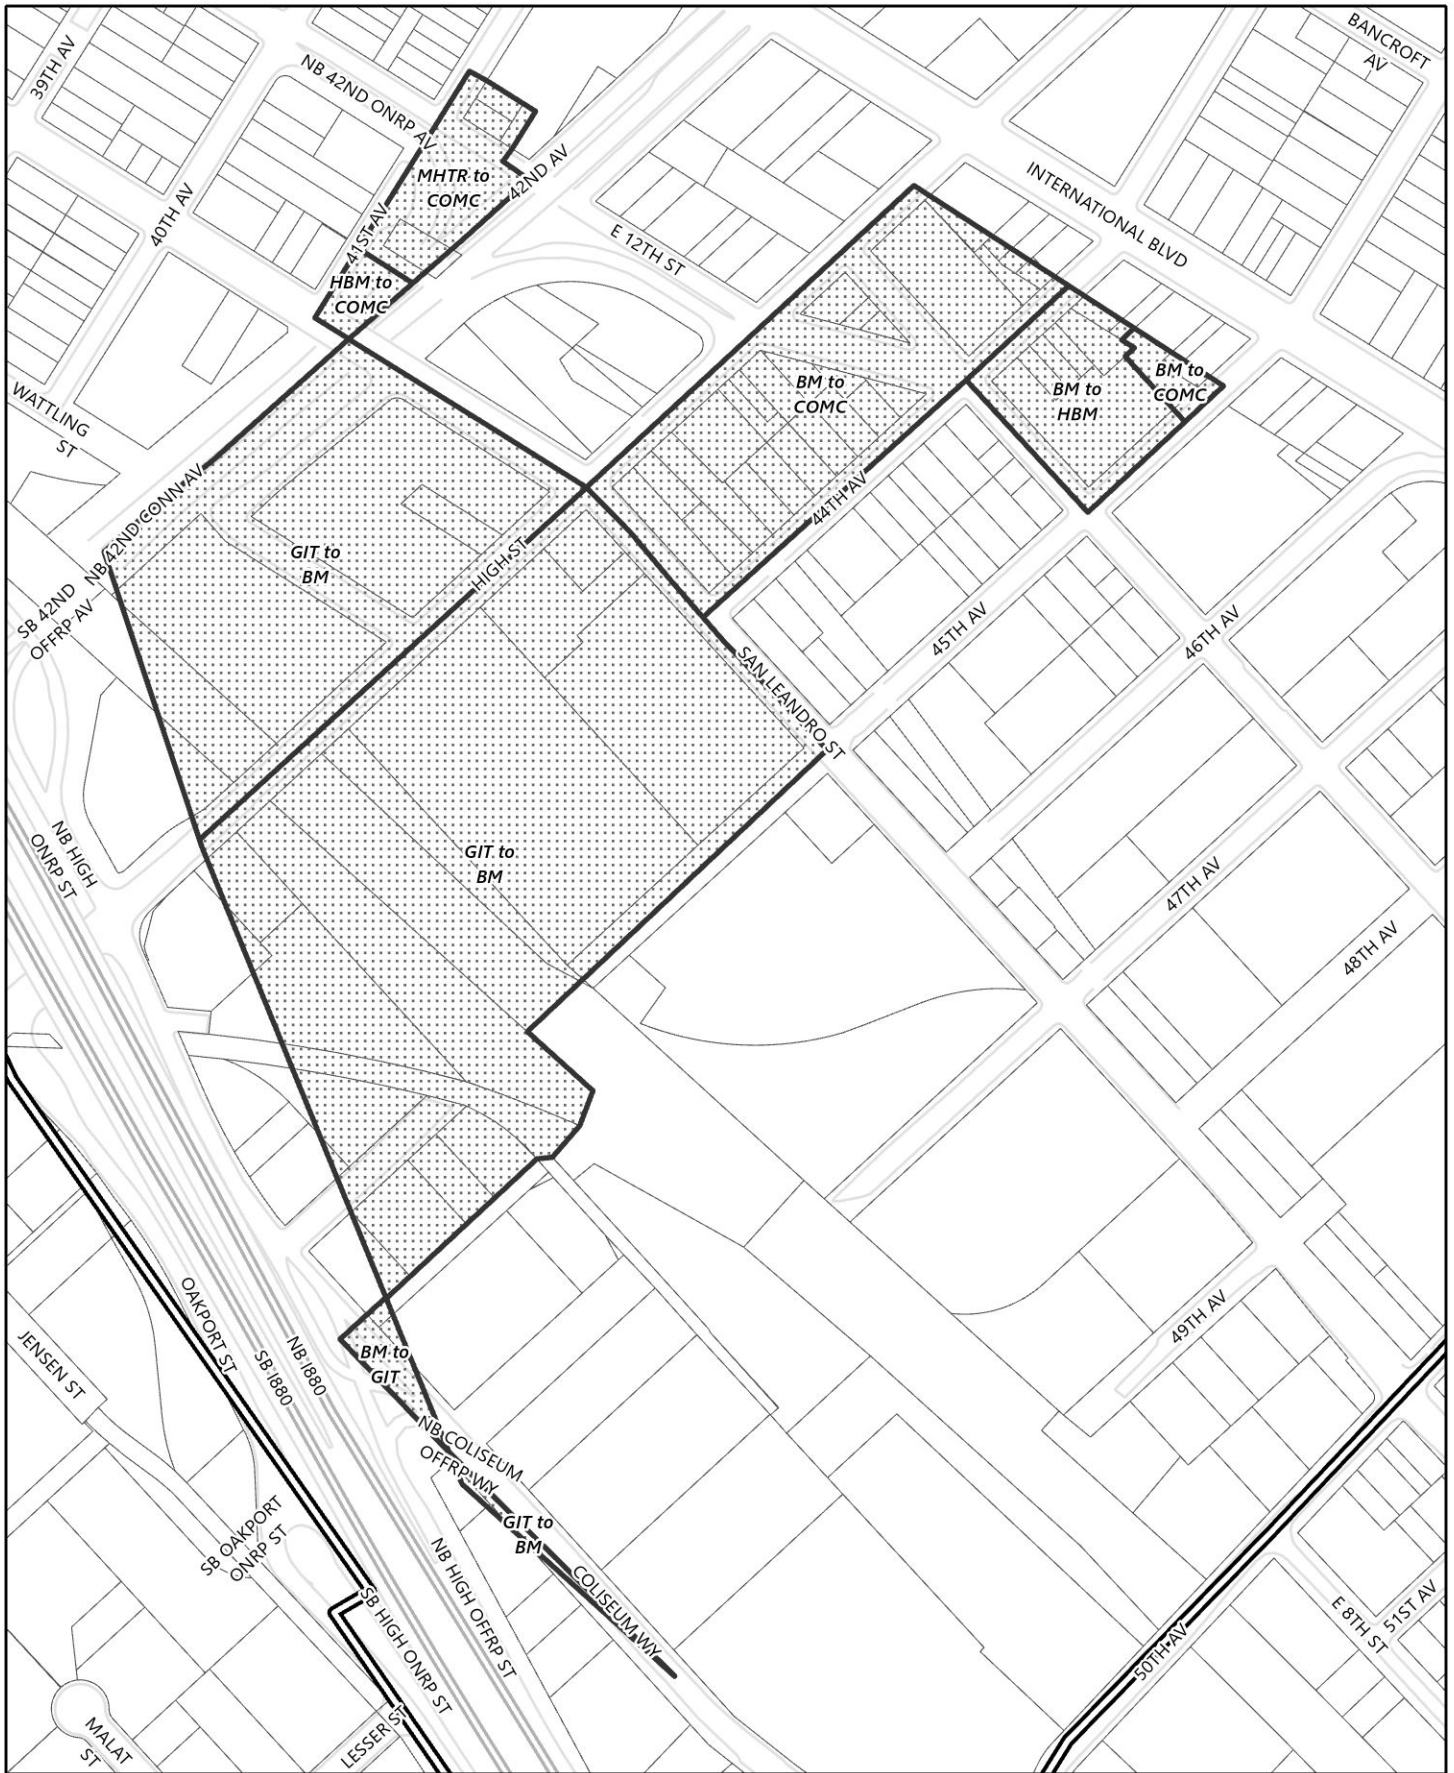 BANCROFT
AV
39TH AV
NB 42ND ONRP AV
MHTR to
COMC
42ND AV
INTERNATIONAL BLVD
40TH AV
41ST AV
E 12TH ST
HBM to
COMC
BM to
COMC
BM to
HBM
BM to
COMC
WATTLING
ST
NB 42ND CONN AV
44TH AV
GIT to
BM
HIGH ST
SB 42ND
OFFRP AV
45TH AV
46TH AV
SAN LEANDRO ST
NB HIGH
ONRP ST
GIT to
BM
47TH AV
48TH AV
OAKPORT ST
SB I880
NB I880
49TH AV
JENSEN ST
BM to
GIT
NB COLISEUM
OFFRP WY
GIT to
BM
SB OAKPORT
ONRP ST
NB HIGH OFFRP ST
COLISEUM WY
SB HIGH ONRP ST
E 8TH ST
51ST AV
50TH AV
LESSER ST
MALAT
ST